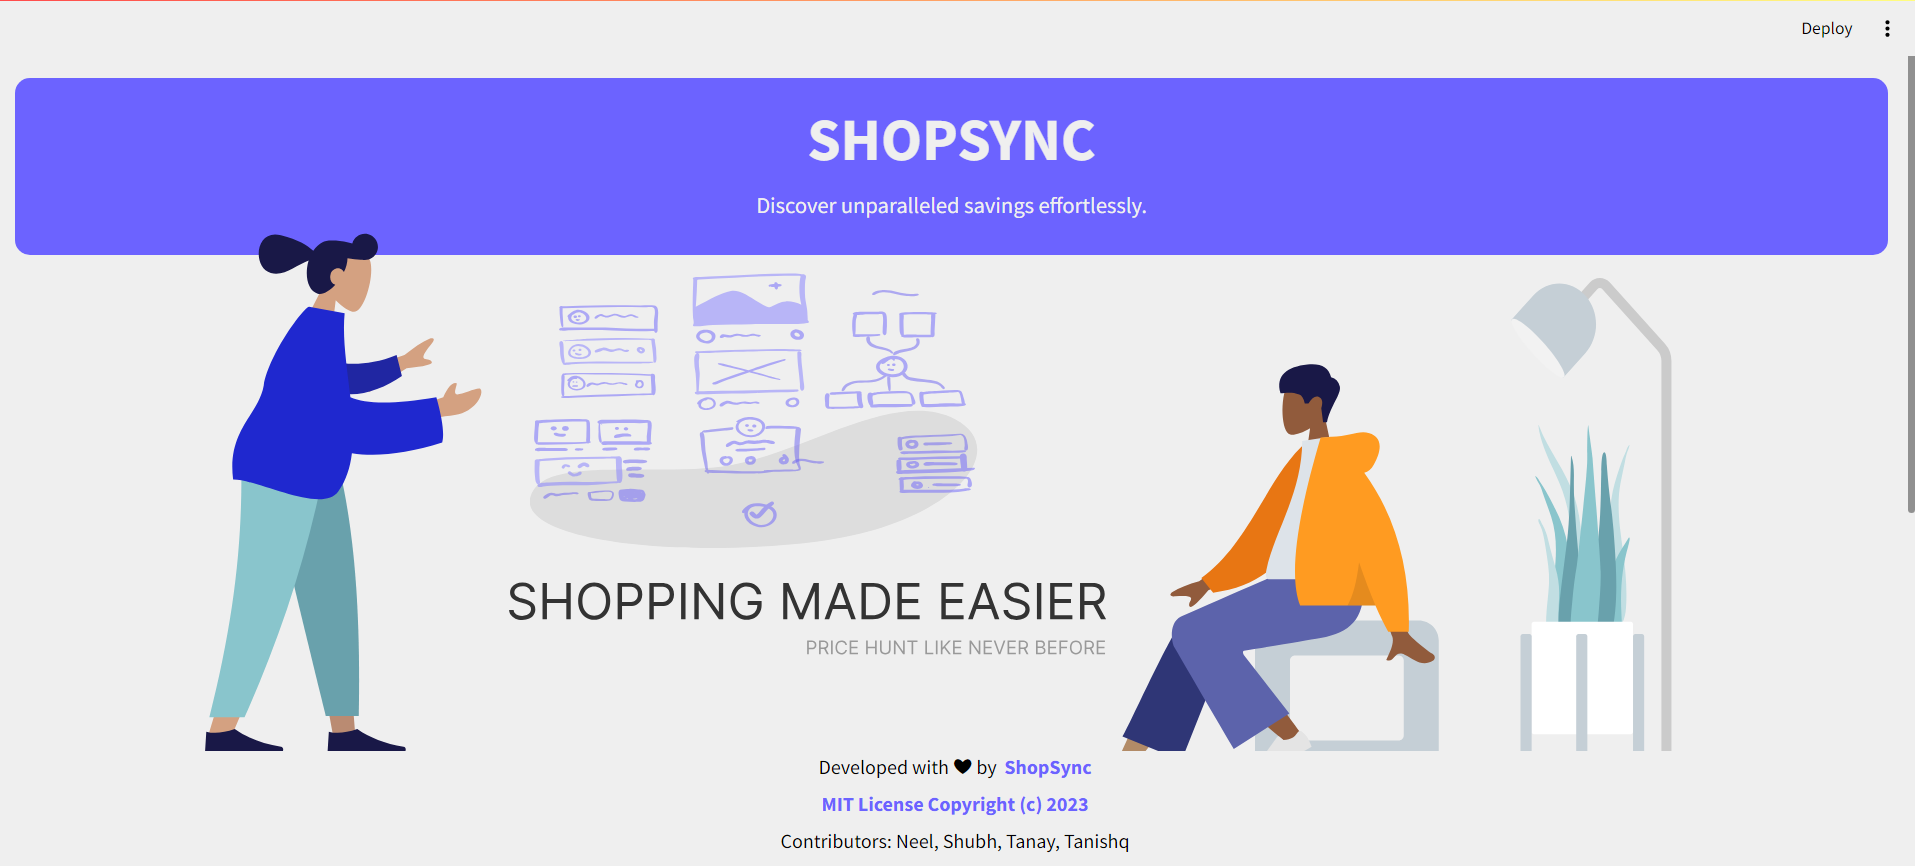 Deploy
SHOPSYNC
Discover unparalleled savings effortlessly.
SHOPPING MADE EASIER
PRICE HUNT LIKE NEVER BEFORE
Developed with ♥ by ShopSync
MIT License Copyright (c) 2023
Contributors: Neel, Shubh, Tanay, Tanishq